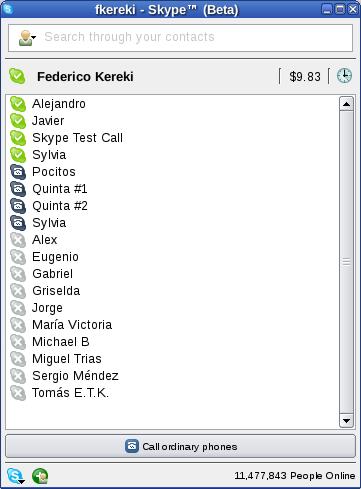 fkereki - Skype™ (Beta)
Search through your contacts
Federico Kereki $9.83
Alejandro
Javier
Skype Test Call
Sylvia
Pocitos
Quinta #1
Quinta #2
Sylvia
Alex
Eugenio
Gabriel
Griselda
Jorge
María Victoria
Michael B
Miguel Trias
Sergio Méndez
Tomás E.T.K.
Call ordinary phones
11,477,843 People Online